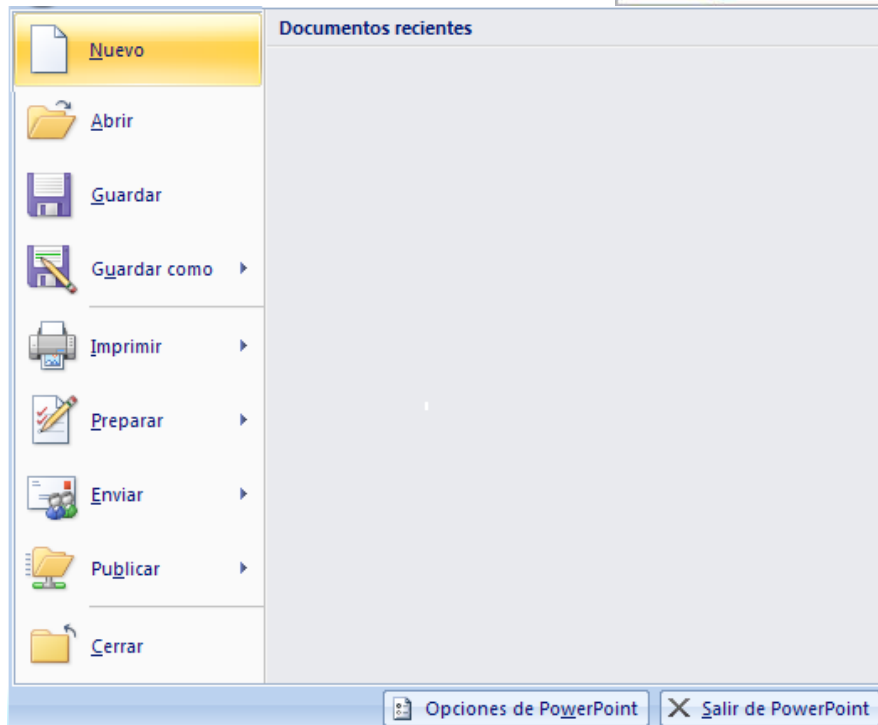 Documentos recientes
Nuevo
Abrir
Guardar
Guardar como
Imprimir
Preparar
Enviar
Publicar
Cerrar
Opciones de PowerPoint
Salir de PowerPoint